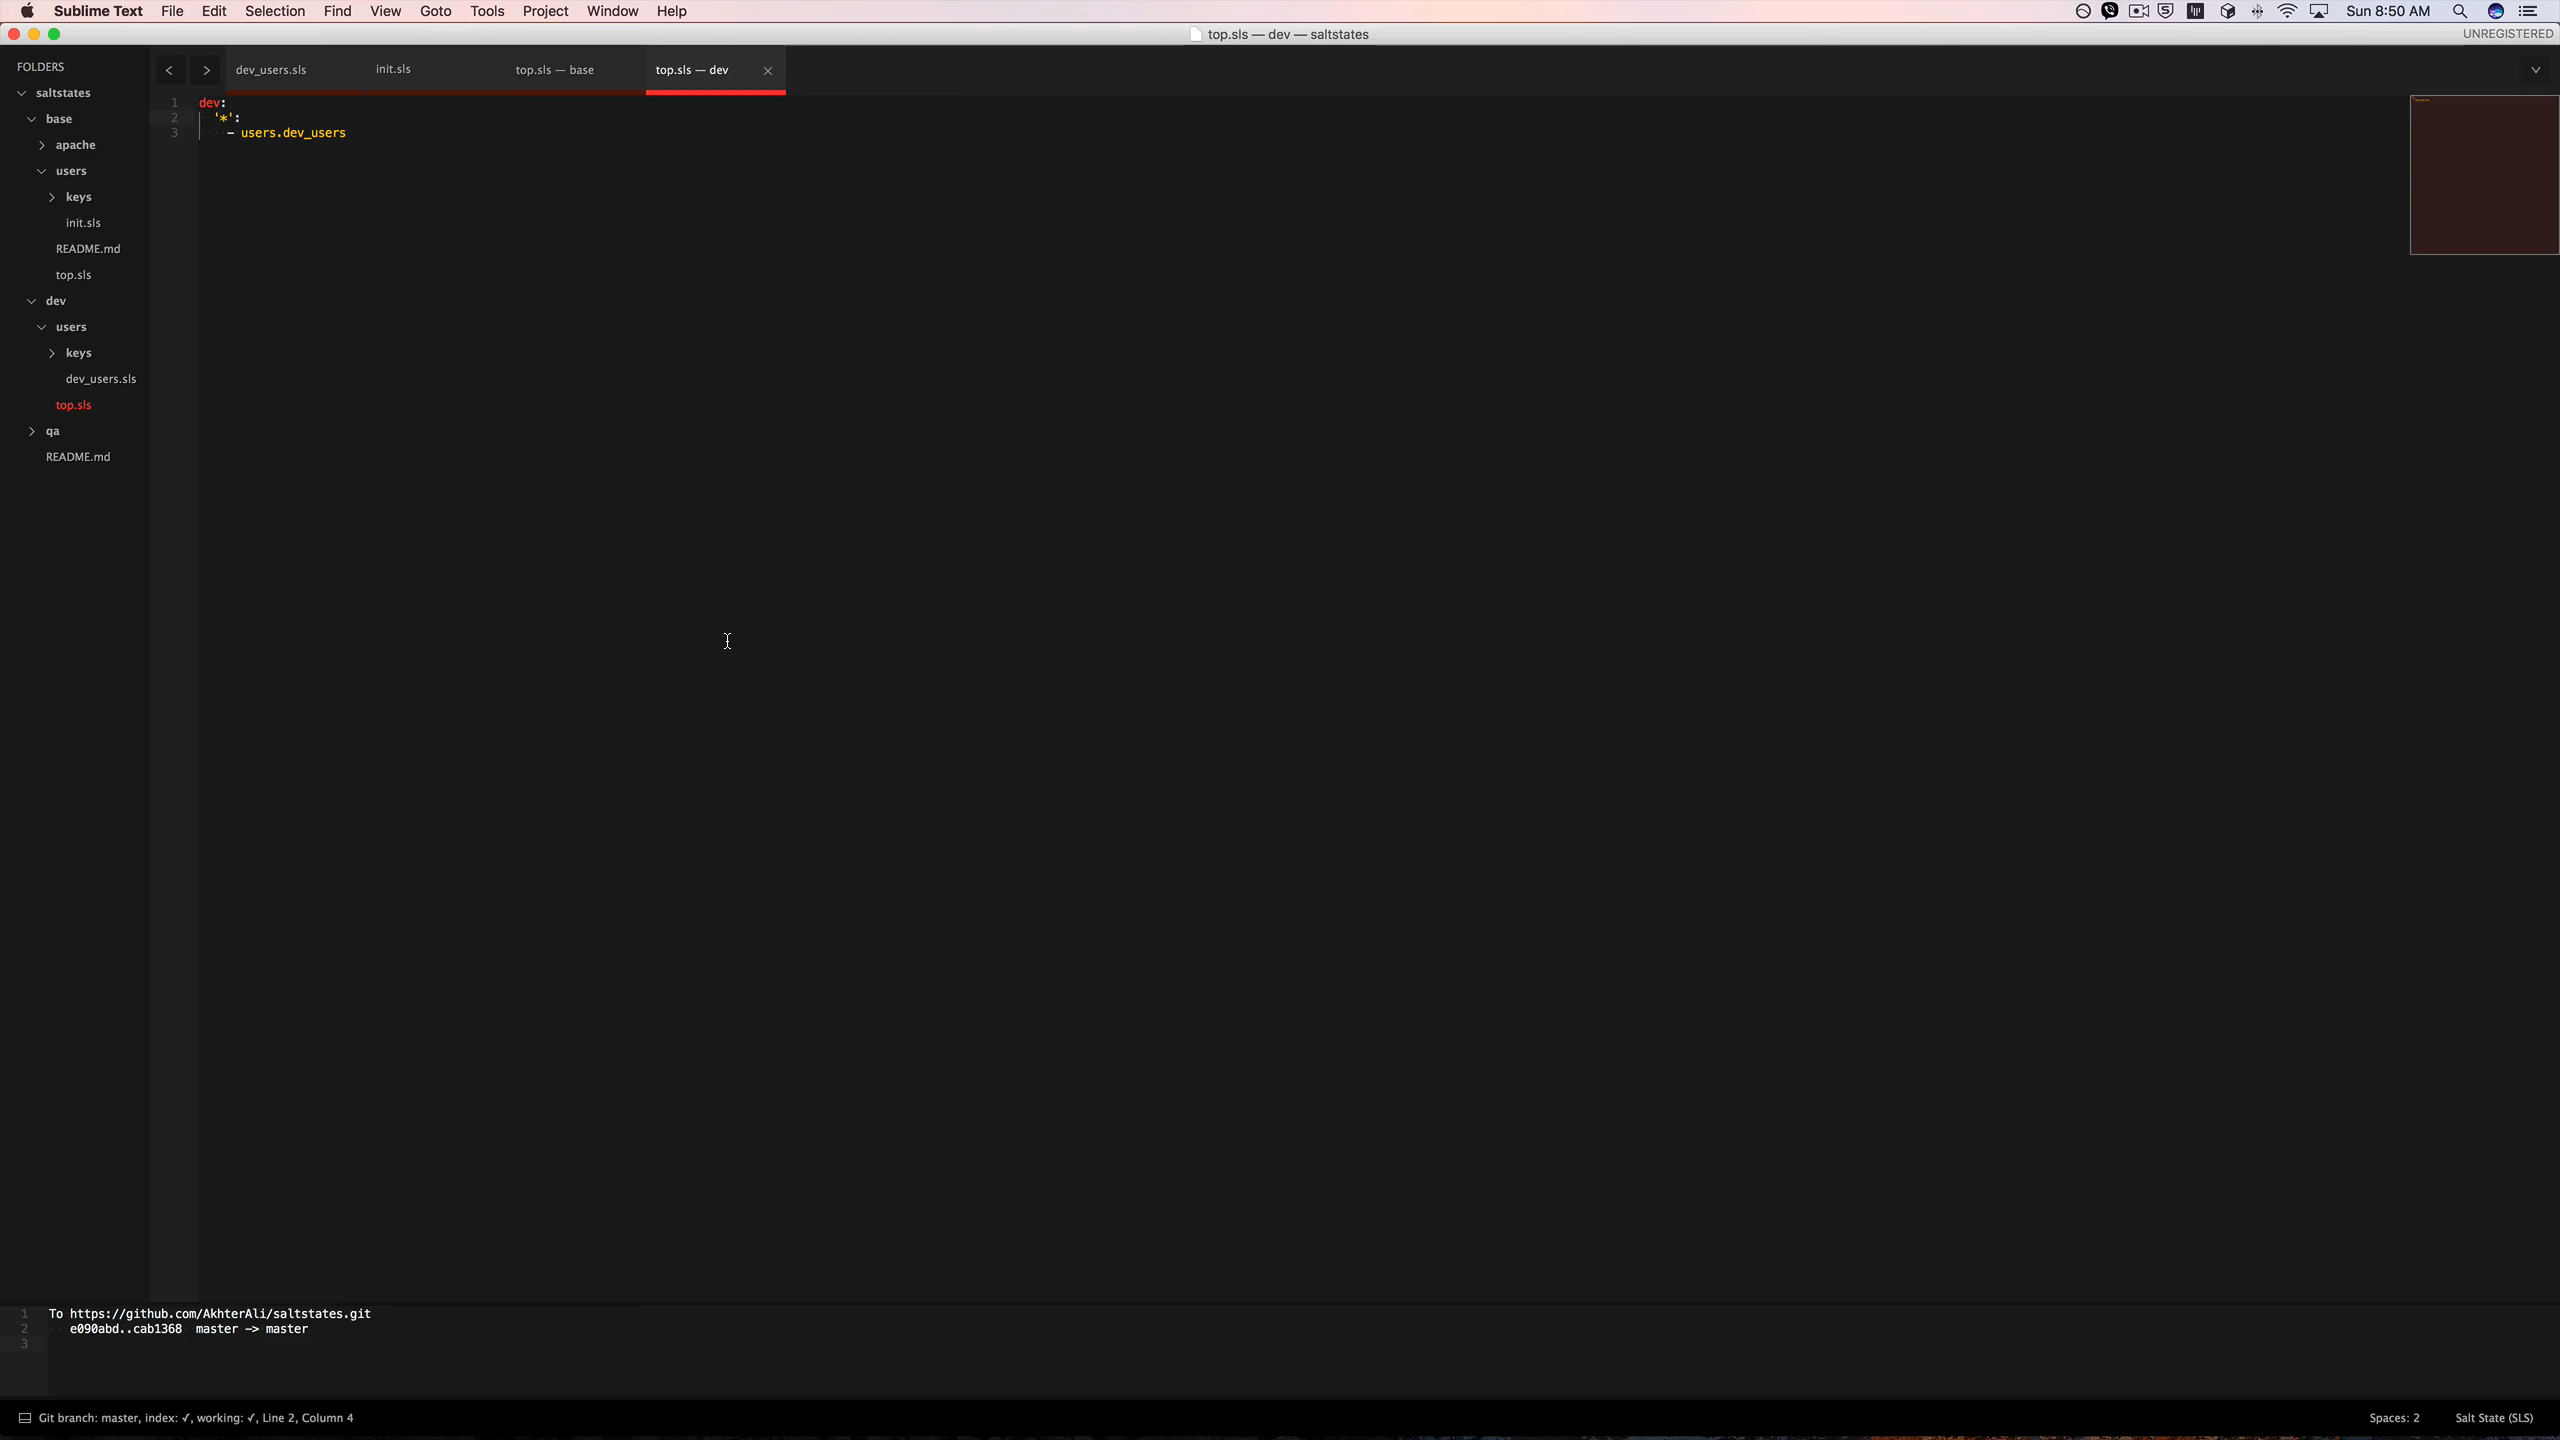 Sublime Text File Edit Selection Find View Goto Tools Project Window Help Sun 8:50 AM
top.sls — dev — saltstates UNREGISTERED
FOLDERS
saltstates
base
apache
users
keys
init.sls
README.md
top.sls
dev
users
keys
dev_users.sls
top.sls
qa
README.md
dev_users.sls init.sls top.sls — base top.sls — dev
1 dev:
2 '*':
3 - users.dev_users
1 To https://github.com/AkhterAli/saltstates.git
2 e090abd..cab1368 master -> master
3
Git branch: master, index: ✓, working: ✓, Line 2, Column 4 Spaces: 2 Salt State (SLS)